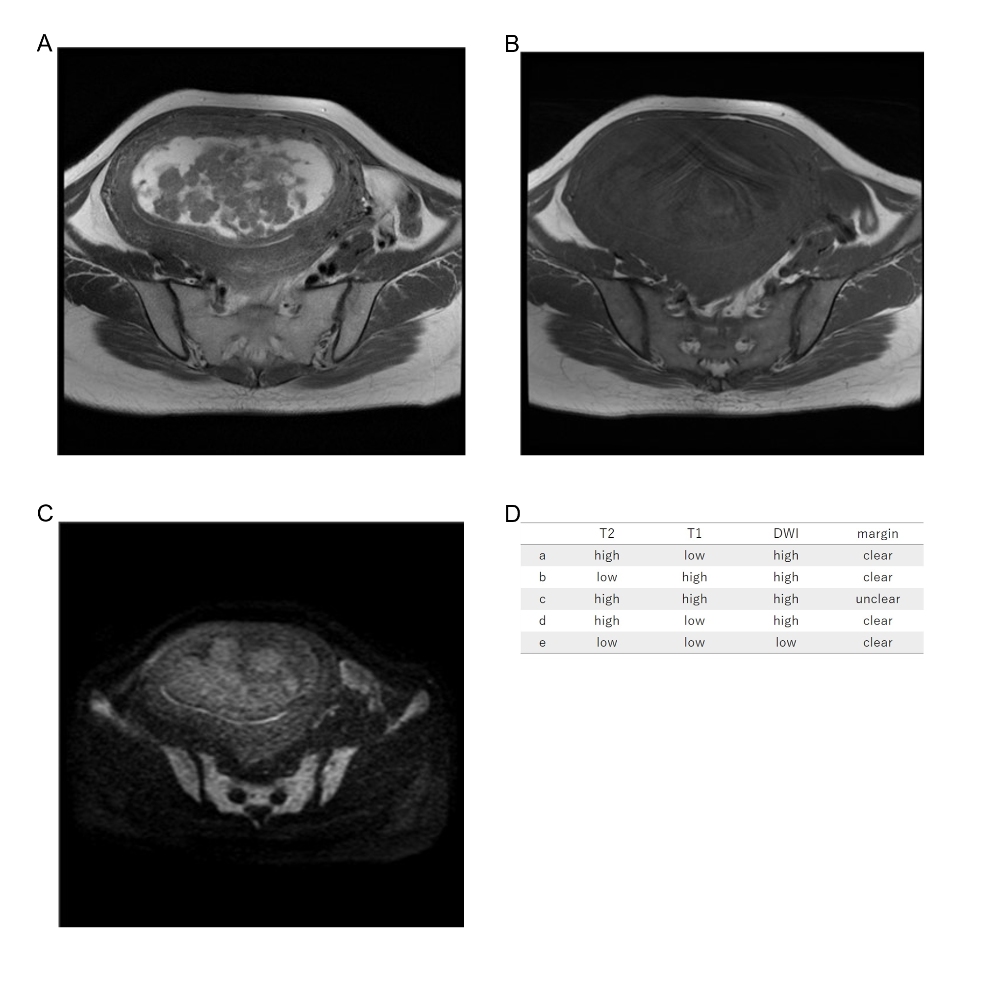 A
B
C
D
T2 T1 DWI margin
a high low high clear
b low high high clear
c high high high unclear
d high low high clear
e low low low clear